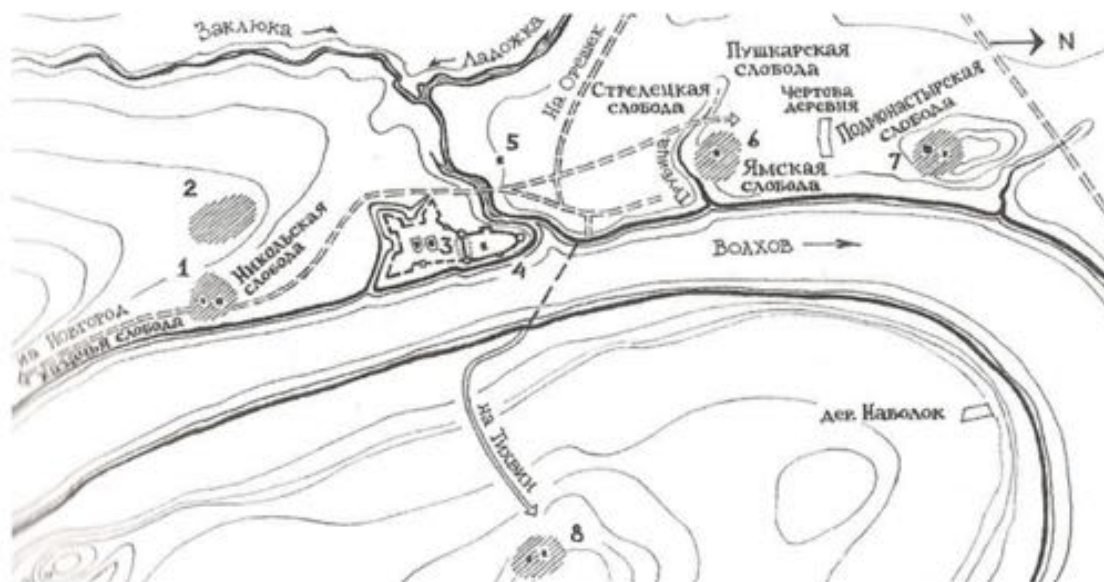 Заклюка
Ладожка
На Орешек
Стрелецкая
слобода
Пушкарская
слобода
Чертова
деревня
Подмонастырская
слобода
N
5
6
7
Ямская
слобода
2
1
Никольская
слобода
3
4
Волхов
на Новгород
слобода
дер. Наволок
на Тихвин
8